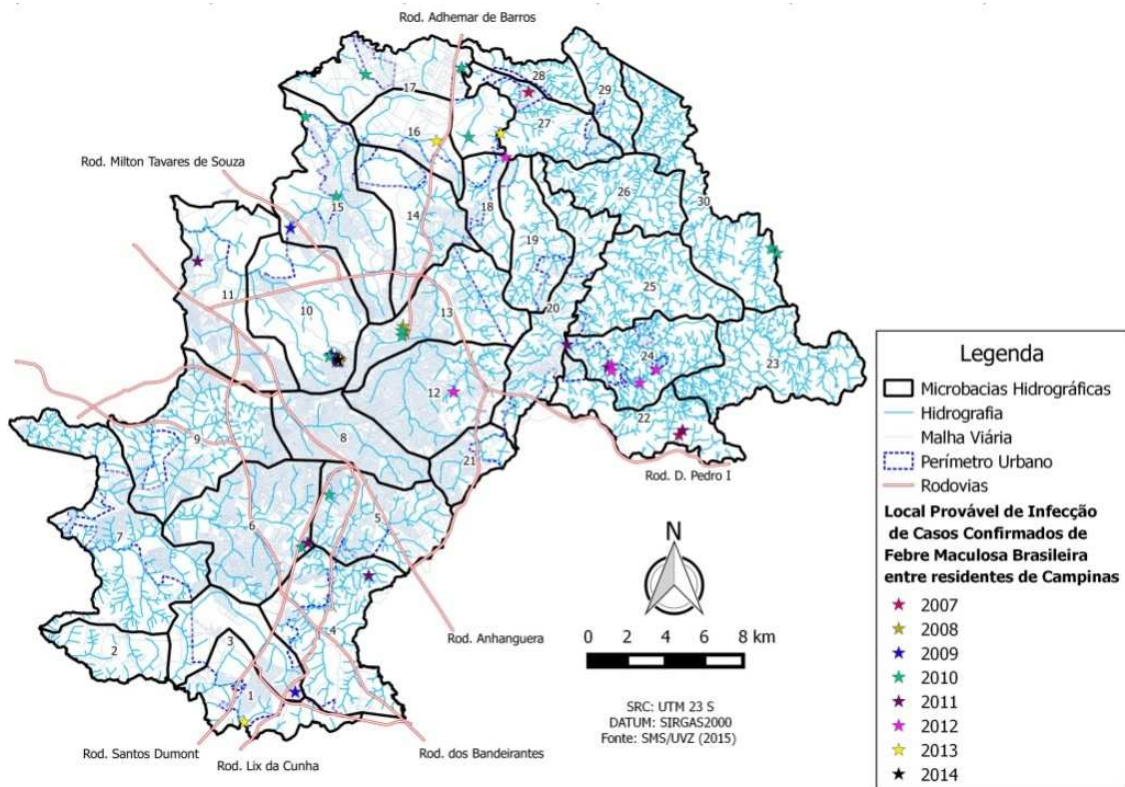 Rod. Adhemar de Barros
28
29
17
27
16
Rod. Milton Tavares de Souza
26
30
15
18
14
19
25
11
13
20
10
24
23
12
22
8
9
21
Rod. D. Pedro I
5
6
7
N
4
Rod. Anhanguera
0 2 4 6 8 km
3
2
1
SRC: UTM 23 S
DATUM: SIRGAS2000
Fonte: SMS/UVZ (2015)
Rod. Santos Dumont
Rod. dos Bandeirantes
Rod. Lix da Cunha
Legenda
Microbacias Hidrográficas
Hidrografia
Malha Viária
Perímetro Urbano
Rodovias
Local Provável de Infecção
de Casos Confirmados de
Febre Maculosa Brasileira
entre residentes de Campinas
2007
2008
2009
2010
2011
2012
2013
2014